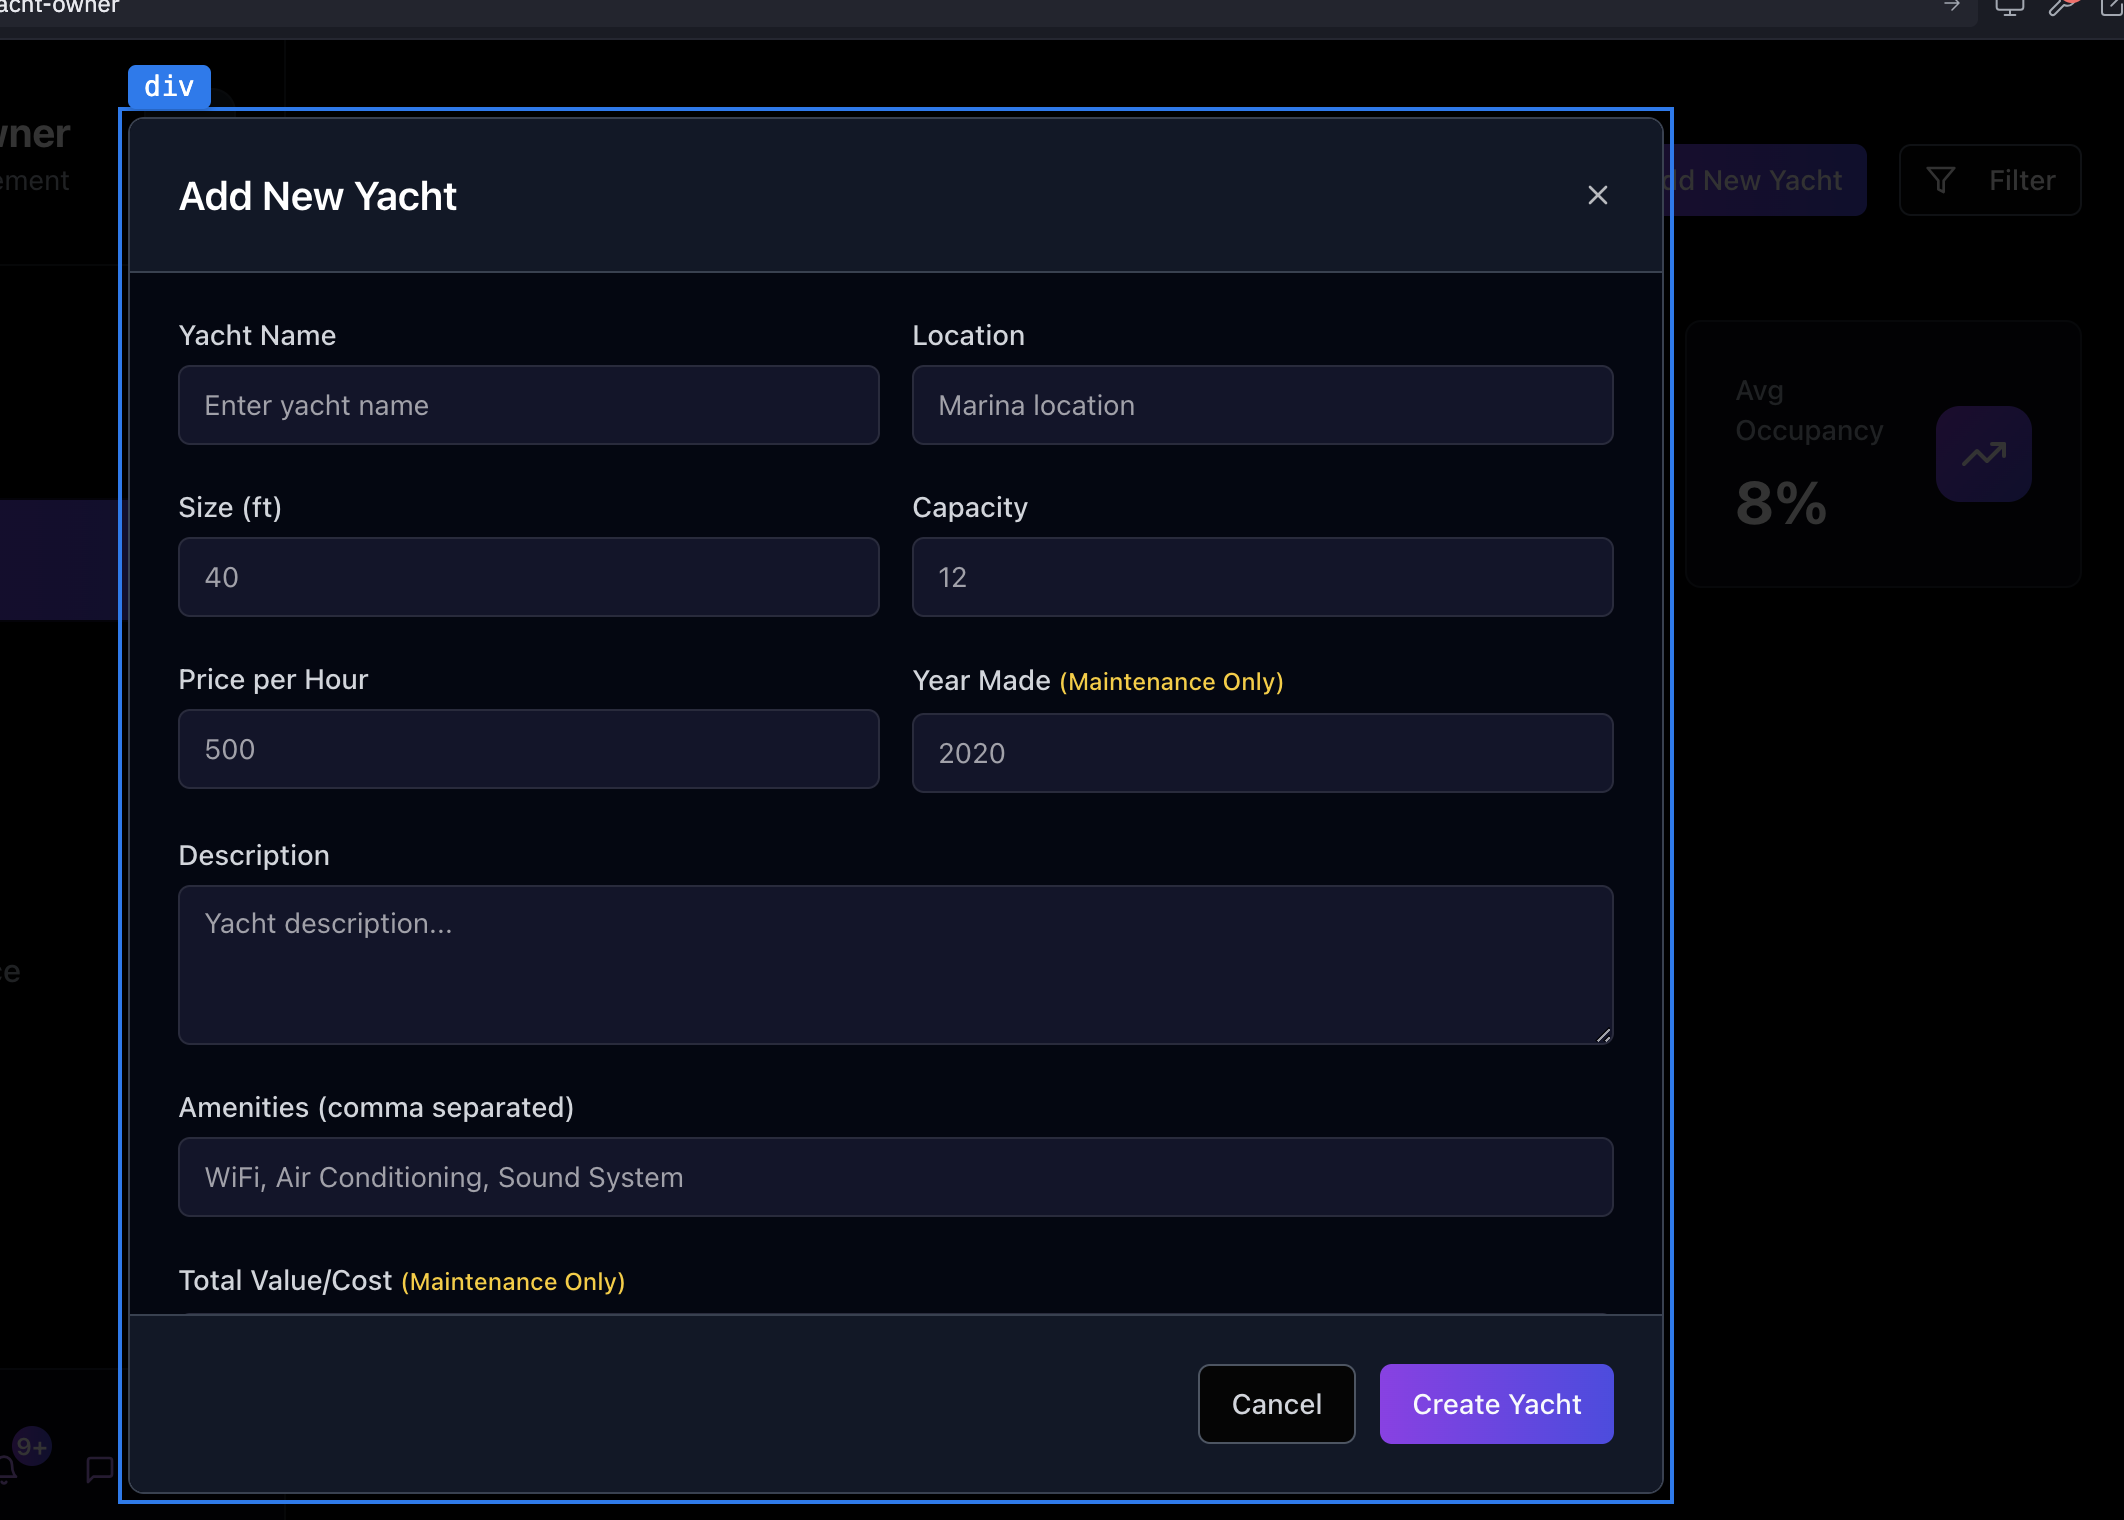 acht-owner
div
wner
ement
Add New Yacht
dd New Yacht
Filter
Yacht Name
Location
Enter yacht name
Marina location
Avg
Occupancy
8%
Size (ft)
Capacity
40
12
Price per Hour
Year Made (Maintenance Only)
500
2020
Description
Yacht description...
ce
Amenities (comma separated)
WiFi, Air Conditioning, Sound System
Total Value/Cost (Maintenance Only)
Cancel
Create Yacht
9+